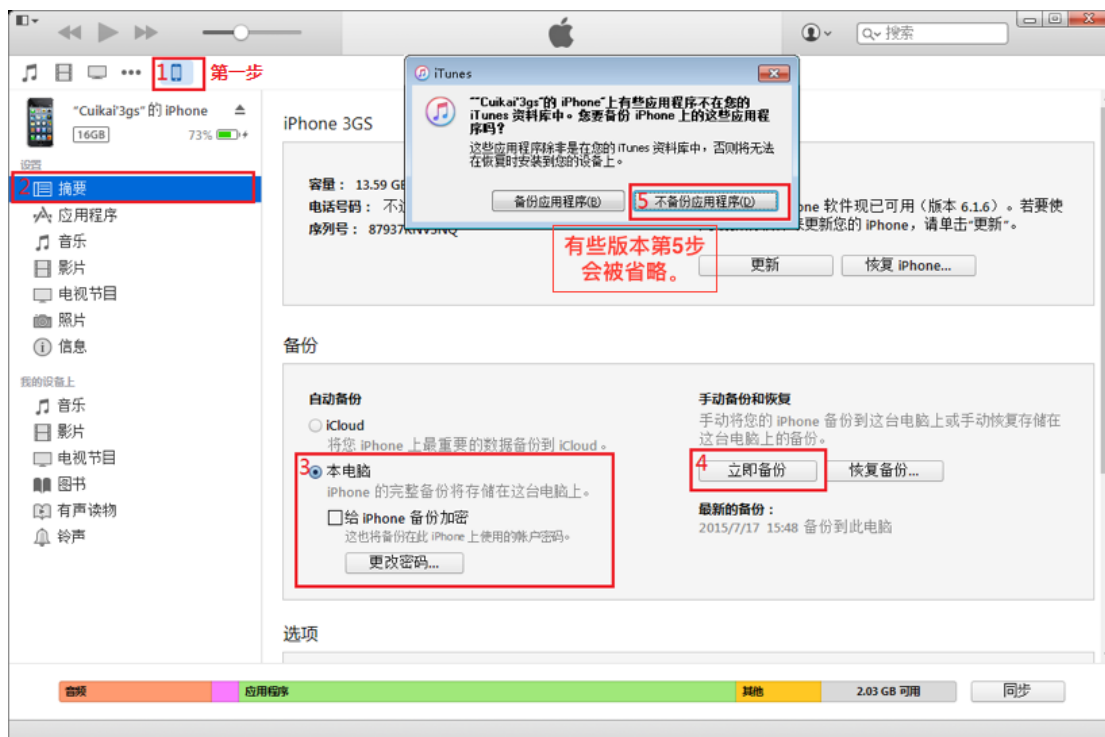 搜索
1
第一步
"Cuikai'3gs"的 iPhone
16GB
73%
设置
2
摘要
应用程序
音乐
影片
电视节目
照片
信息
我的设备上
音乐
影片
电视节目
图书
有声读物
铃声
iPhone 3GS
容量： 13.59 GB
电话号码： 不
序列号： 87937
iTunes
"“Cuikai'3gs”的 iPhone"上有些应用程序不在您的
iTunes 资料库中。您要备份 iPhone 上的这些应用程
序吗？
这些应用程序除非是在您的 iTunes 资料库中，否则将无法
在恢复时安装到您的设备上。
备份应用程序(B)
5 不备份应用程序(D)
有些版本第5步
会被省略。
软件现已可用（版本 6.1.6）。若要使
更新您的 iPhone，请单击“更新”。
更新
恢复 iPhone...
备份
自动备份
iCloud
将您 iPhone 上最重要的数据备份到 iCloud。
3 本电脑
iPhone 的完整备份将存储在这台电脑上。
给 iPhone 备份加密
这也将备份在此 iPhone 上使用的帐户密码。
更改密码...
手动备份和恢复
手动将您的 iPhone 备份到这台电脑上或手动恢复存储在
这台电脑上的备份。
4 立即备份
恢复备份...
最新的备份：
2015/7/17 15:48 备份到此电脑
选项
音频
应用程序
其他
2.03 GB 可用
同步